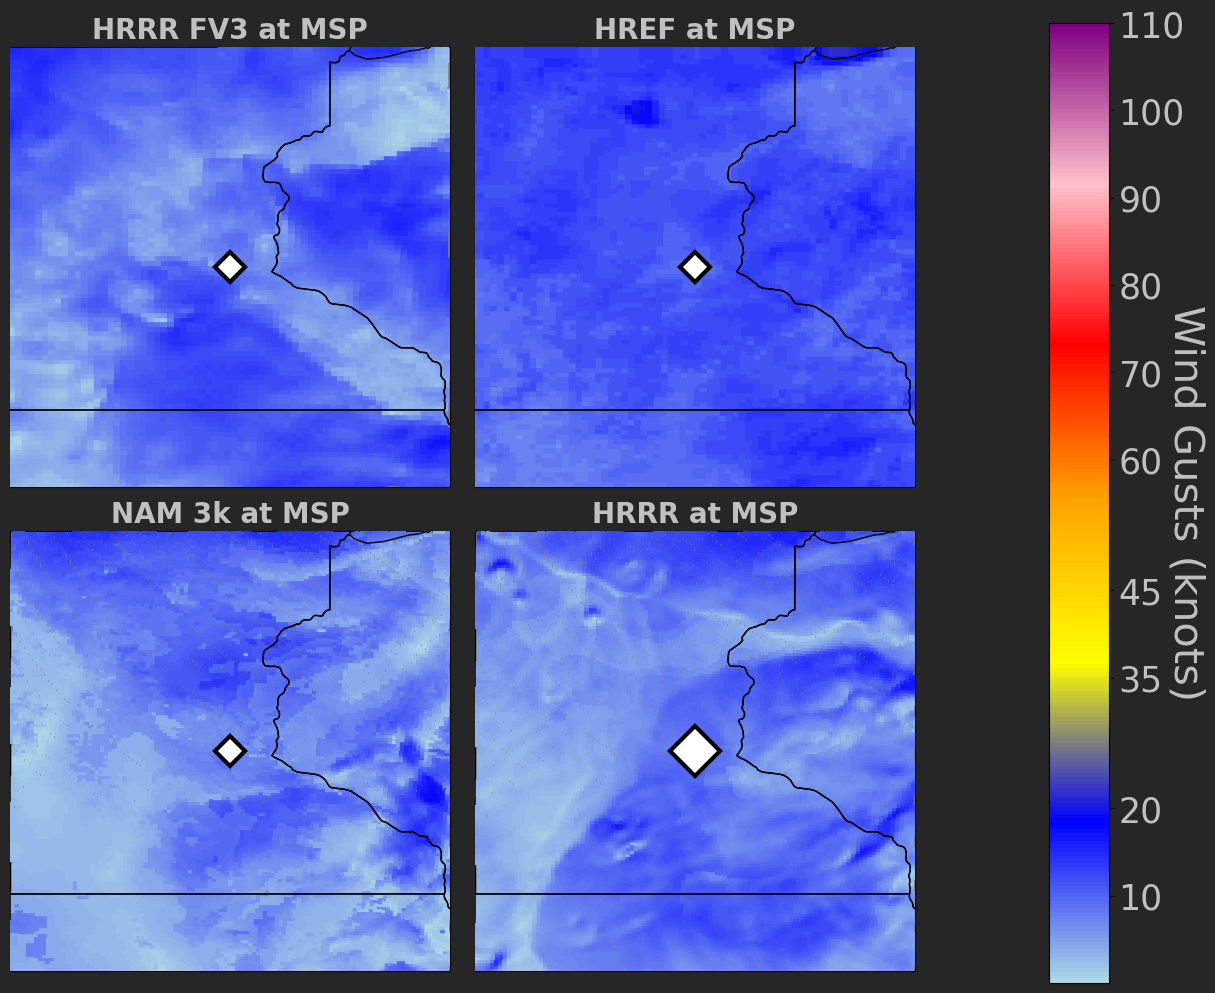 HRRR FV3 at MSP
HREF at MSP
NAM 3k at MSP
HRRR at MSP
110
100
90
80
70
60
45
35
20
10
Wind Gusts (knots)